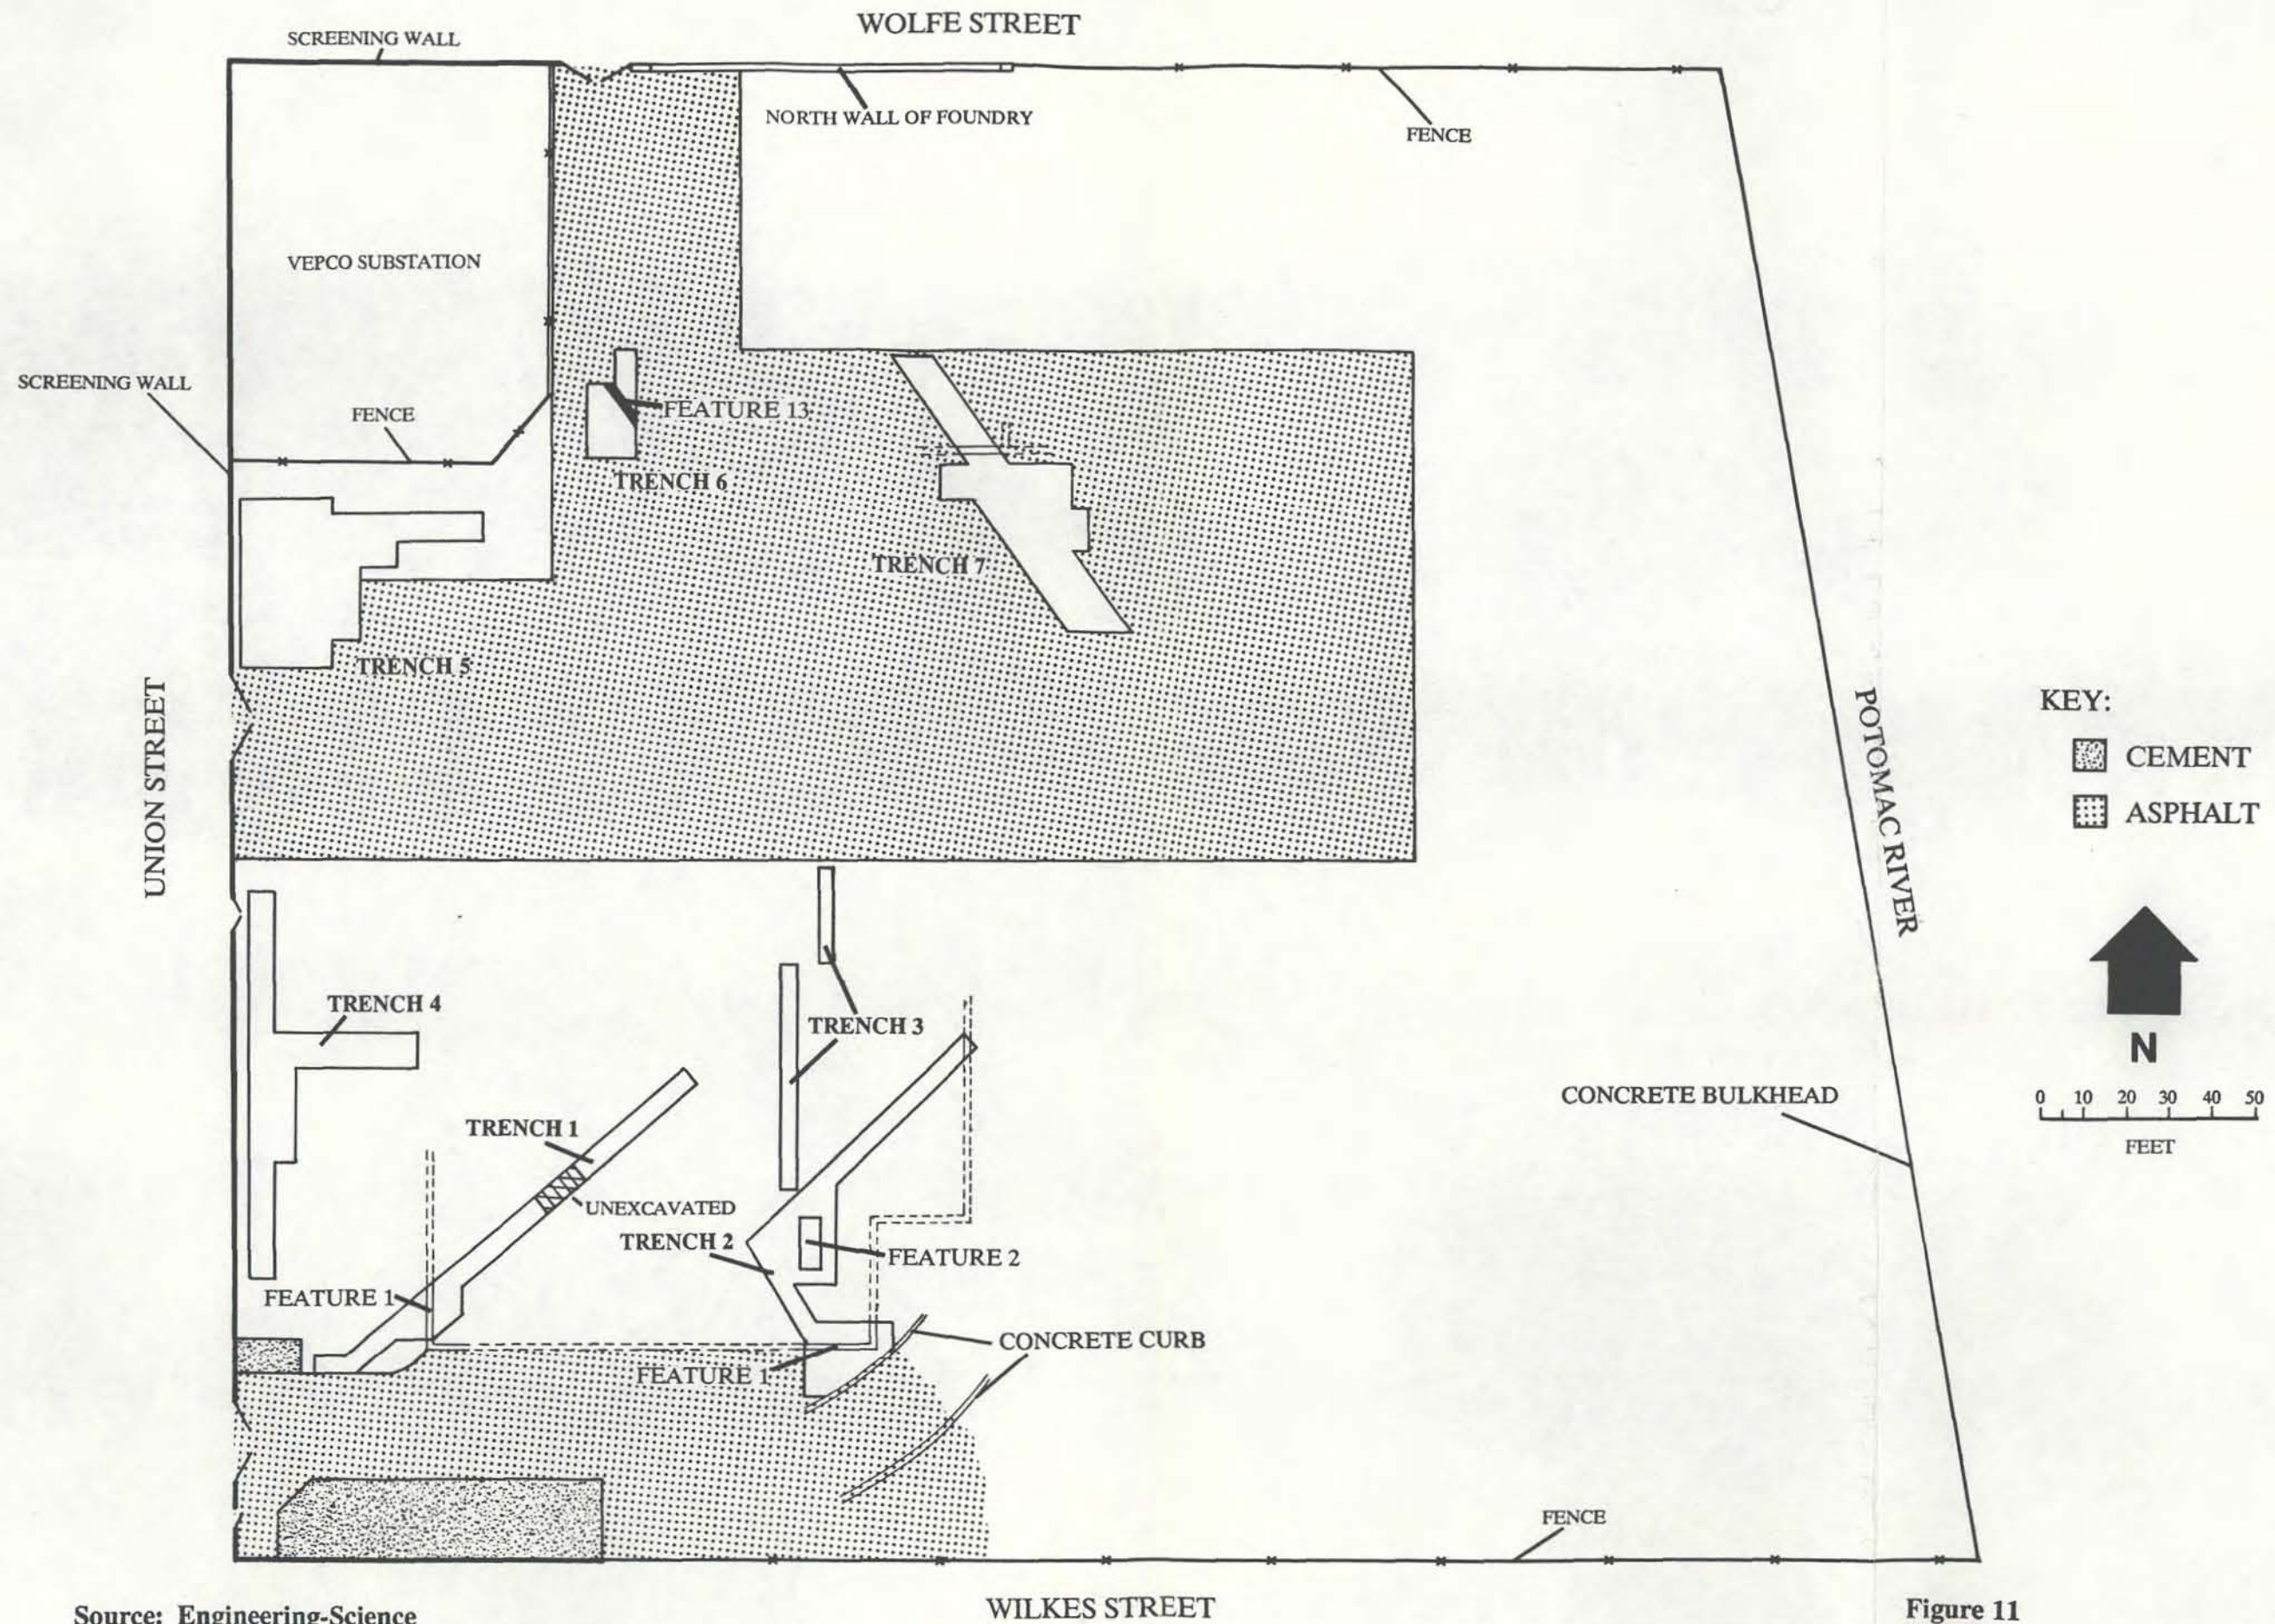 WOLFE STREET
SCREENING WALL
NORTH WALL OF FOUNDRY
FENCE
VEPCO SUBSTATION
SCREENING WALL
FENCE
FEATURE 13
TRENCH 6
TRENCH 7
TRENCH 5
UNION STREET
POTOMAC RIVER
KEY:
CEMENT
ASPHALT
N
0 10 20 30 40 50
FEET
TRENCH 4
TRENCH 3
CONCRETE BULKHEAD
TRENCH 1
UNEXCAVATED
TRENCH 2
FEATURE 2
FEATURE 1
CONCRETE CURB
FEATURE 1
FENCE
WILKES STREET
Source: Engineering-Science
Figure 11